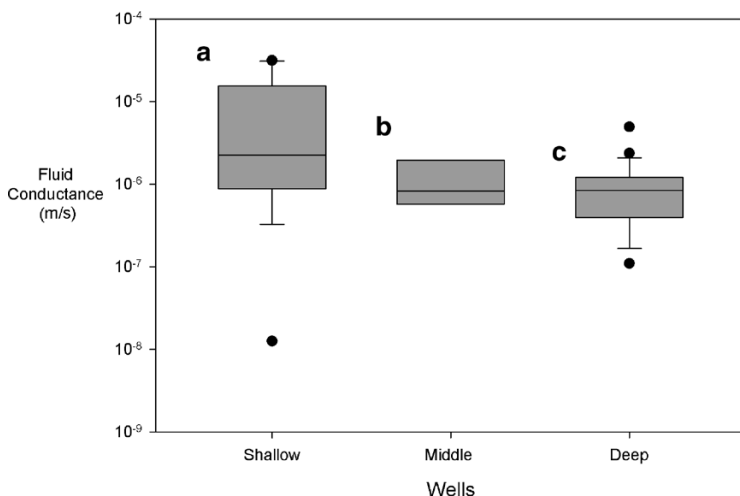 10-4
a
10-5
b
c
Fluid
Conductance
(m/s)
10-6
10-7
10-8
10-9
Shallow
Middle
Deep
Wells